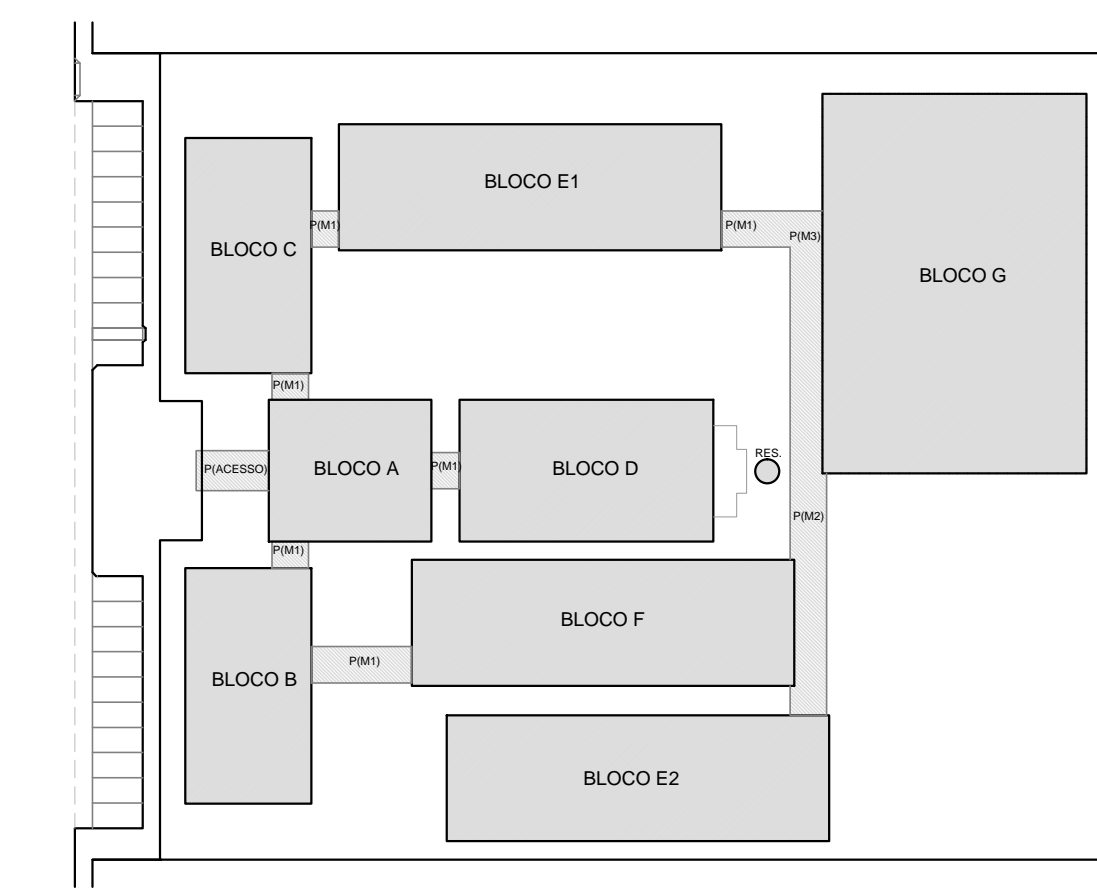 BLOCO E1
P(M1)
P(M1)
P(M3)
BLOCO C
BLOCO G
P(M1)
P(ACESSO)
BLOCO A
P(M1)
BLOCO D
RES.
P(M2)
P(M1)
BLOCO F
P(M1)
BLOCO B
BLOCO E2